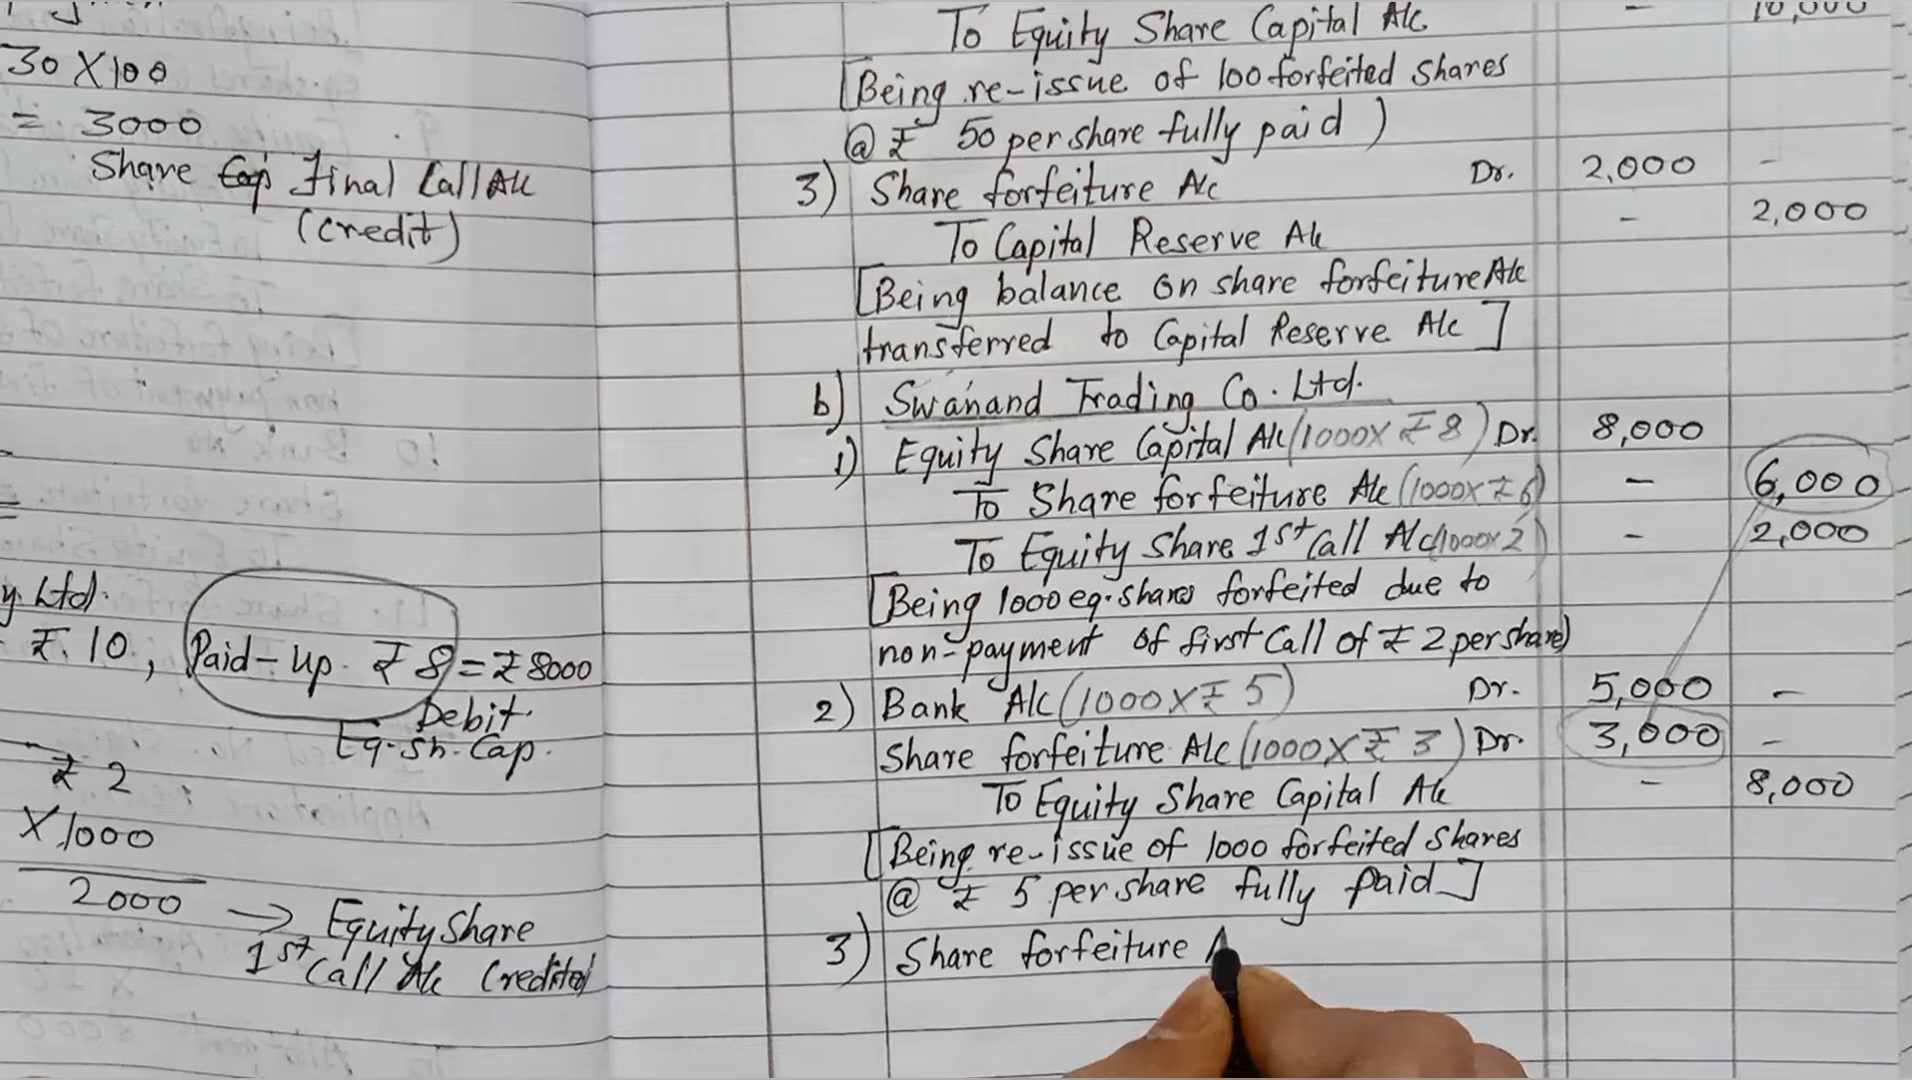 30 X 100
= 3000
Share Final Call A/c
(Credit)
y. Ltd.
₹. 10, Paid-up. ₹ 8 = ₹ 8000
Debit.
Eq. Sh. Cap.
₹ 2
X 1000
2000 → Equity Share
1st Call A/c Credited
To Equity Share Capital A/c. - 10,000
[Being re-issue of 100 forfeited shares
@ ₹ 50 per share fully paid)
3) Share forfeiture A/c Dr. 2,000 -
To Capital Reserve A/c - 2,000
[Being balance on share forfeiture A/c
transferred to Capital Reserve A/c]
b) Swanand Trading Co. Ltd.
1) Equity Share Capital A/c (1000 X ₹ 8) Dr. 8,000
To Share forfeiture A/c (1000 X ₹ 6) - 6,000
To Equity Share 1st Call A/c (1000 x 2) - 2,000
[Being 1000 eq. shares forfeited due to
non-payment of first Call of ₹ 2 per share)
2) Bank A/c (1000 X ₹ 5) Dr. 5,000 -
Share forfeiture A/c (1000 X ₹ 3) Dr. 3,000 -
To Equity Share Capital A/c - 8,000
[Being re-issue of 1000 forfeited shares
@ ₹ 5 per share fully paid]
3) Share forfeiture A